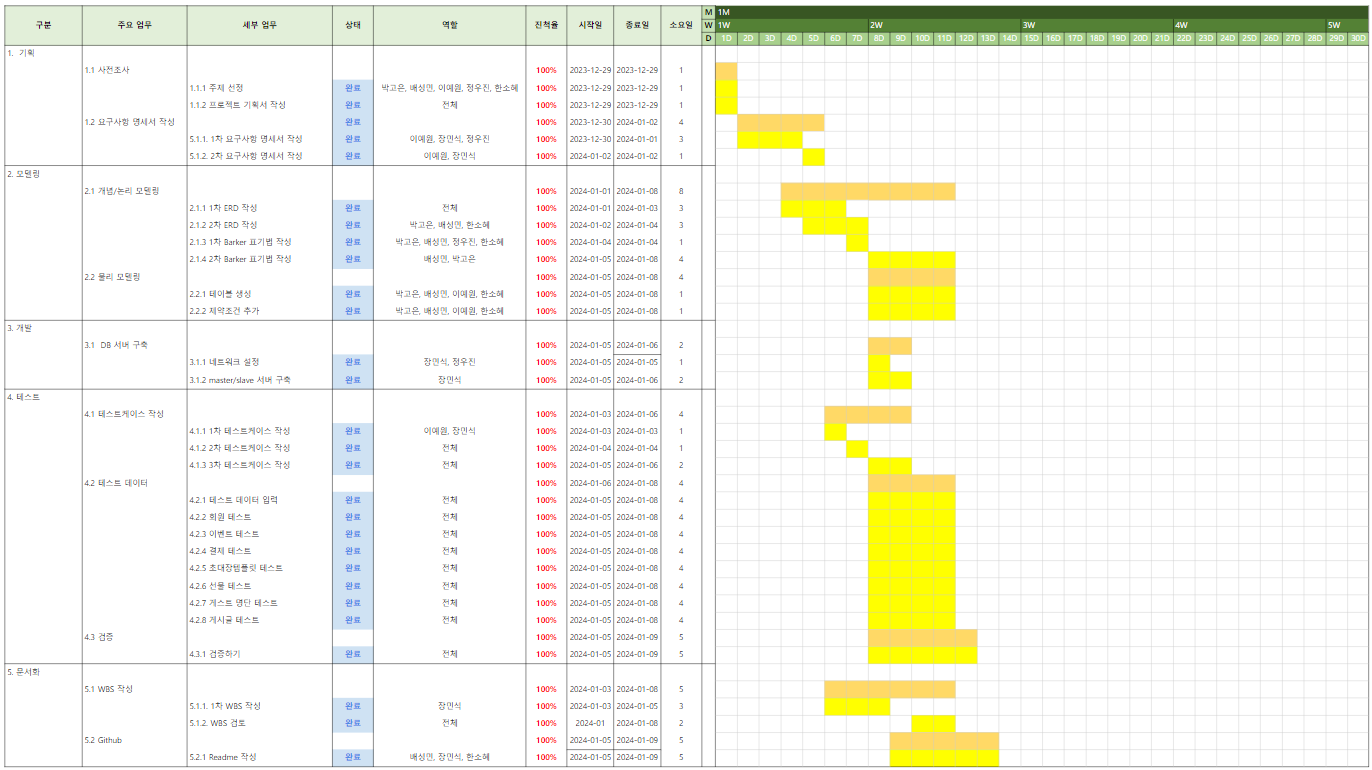 구분 주요 업무 세부 업무 상태 역할 진척율 시작일 종료일 소요일 M 1M
W 1W 2W 3W 4W 5W
D 1D 2D 3D 4D 5D 6D 7D 8D 9D 10D 11D 12D 13D 14D 15D 16D 17D 18D 19D 20D 21D 22D 23D 24D 25D 26D 27D 28D 29D 30D
1. 기획
1.1 사전조사 100% 2023-12-29 2023-12-29 1
1.1.1 주제 선정 완료 박고은, 배성민, 이예원, 정우진, 한소혜 100% 2023-12-29 2023-12-29 1
1.1.2 프로젝트 기획서 작성 완료 전체 100% 2023-12-29 2023-12-29 1
1.2 요구사항 명세서 작성 100% 2023-12-30 2024-01-02 4
5.1.1. 1차 요구사항 명세서 작성 완료 이예원, 장민석, 정우진 100% 2023-12-30 2024-01-01 3
5.1.2. 2차 요구사항 명세서 작성 완료 이예원, 장민석 100% 2024-01-02 2024-01-02 1
2. 모델링
2.1 개념/논리 모델링 100% 2024-01-01 2024-01-08 8
2.1.1 1차 ERD 작성 완료 전체 100% 2024-01-01 2024-01-03 3
2.1.2 2차 ERD 작성 완료 박고은, 배성민, 한소혜 100% 2024-01-02 2024-01-04 3
2.1.3 1차 Barker 표기법 작성 완료 박고은, 배성민, 정우진, 한소혜 100% 2024-01-04 2024-01-04 1
2.1.4 2차 Barker 표기법 작성 완료 배성민, 박고은 100% 2024-01-05 2024-01-08 4
2.2 물리 모델링 100% 2024-01-05 2024-01-08 4
2.2.1 테이블 생성 완료 박고은, 배성민, 이예원, 한소혜 100% 2024-01-05 2024-01-08 1
2.2.2 제약조건 추가 완료 박고은, 배성민, 이예원, 한소혜 100% 2024-01-05 2024-01-08 1
3. 개발
3.1 DB 서버 구축 100% 2024-01-05 2024-01-06 2
3.1.1 네트워크 설정 완료 장민석, 정우진 100% 2024-01-05 2024-01-05 1
3.1.2 master/slave 서버 구축 완료 장민석 100% 2024-01-05 2024-01-06 2
4. 테스트
4.1 테스트케이스 작성 100% 2024-01-03 2024-01-06 4
4.1.1 1차 테스트케이스 작성 완료 이예원, 장민석 100% 2024-01-03 2024-01-03 1
4.1.2 2차 테스트케이스 작성 완료 전체 100% 2024-01-04 2024-01-04 1
4.1.3 3차 테스트케이스 작성 완료 전체 100% 2024-01-05 2024-01-06 2
4.2 테스트 데이터 100% 2024-01-06 2024-01-08 4
4.2.1 테스트 데이터 입력 완료 전체 100% 2024-01-05 2024-01-08 4
4.2.2 회원 테스트 완료 전체 100% 2024-01-05 2024-01-08 4
4.2.3 이벤트 테스트 완료 전체 100% 2024-01-05 2024-01-08 4
4.2.4 결제 테스트 완료 전체 100% 2024-01-05 2024-01-08 4
4.2.5 초대장템플릿 테스트 완료 전체 100% 2024-01-05 2024-01-08 4
4.2.6 선물 테스트 완료 전체 100% 2024-01-05 2024-01-08 4
4.2.7 게스트 명단 테스트 완료 전체 100% 2024-01-05 2024-01-08 4
4.2.8 게시글 테스트 완료 전체 100% 2024-01-05 2024-01-08 4
4.3 검증 100% 2024-01-05 2024-01-09 5
4.3.1 검증하기 완료 전체 100% 2024-01-05 2024-01-09 5
5. 문서화
5.1 WBS 작성 100% 2024-01-03 2024-01-08 5
5.1.1. 1차 WBS 작성 완료 장민석 100% 2024-01-03 2024-01-05 3
5.1.2. WBS 검토 완료 전체 100% 2024-01 2024-01-08 2
5.2 Github 100% 2024-01-05 2024-01-09 5
5.2.1 Readme 작성 완료 배성민, 장민석, 한소혜 100% 2024-01-05 2024-01-09 5